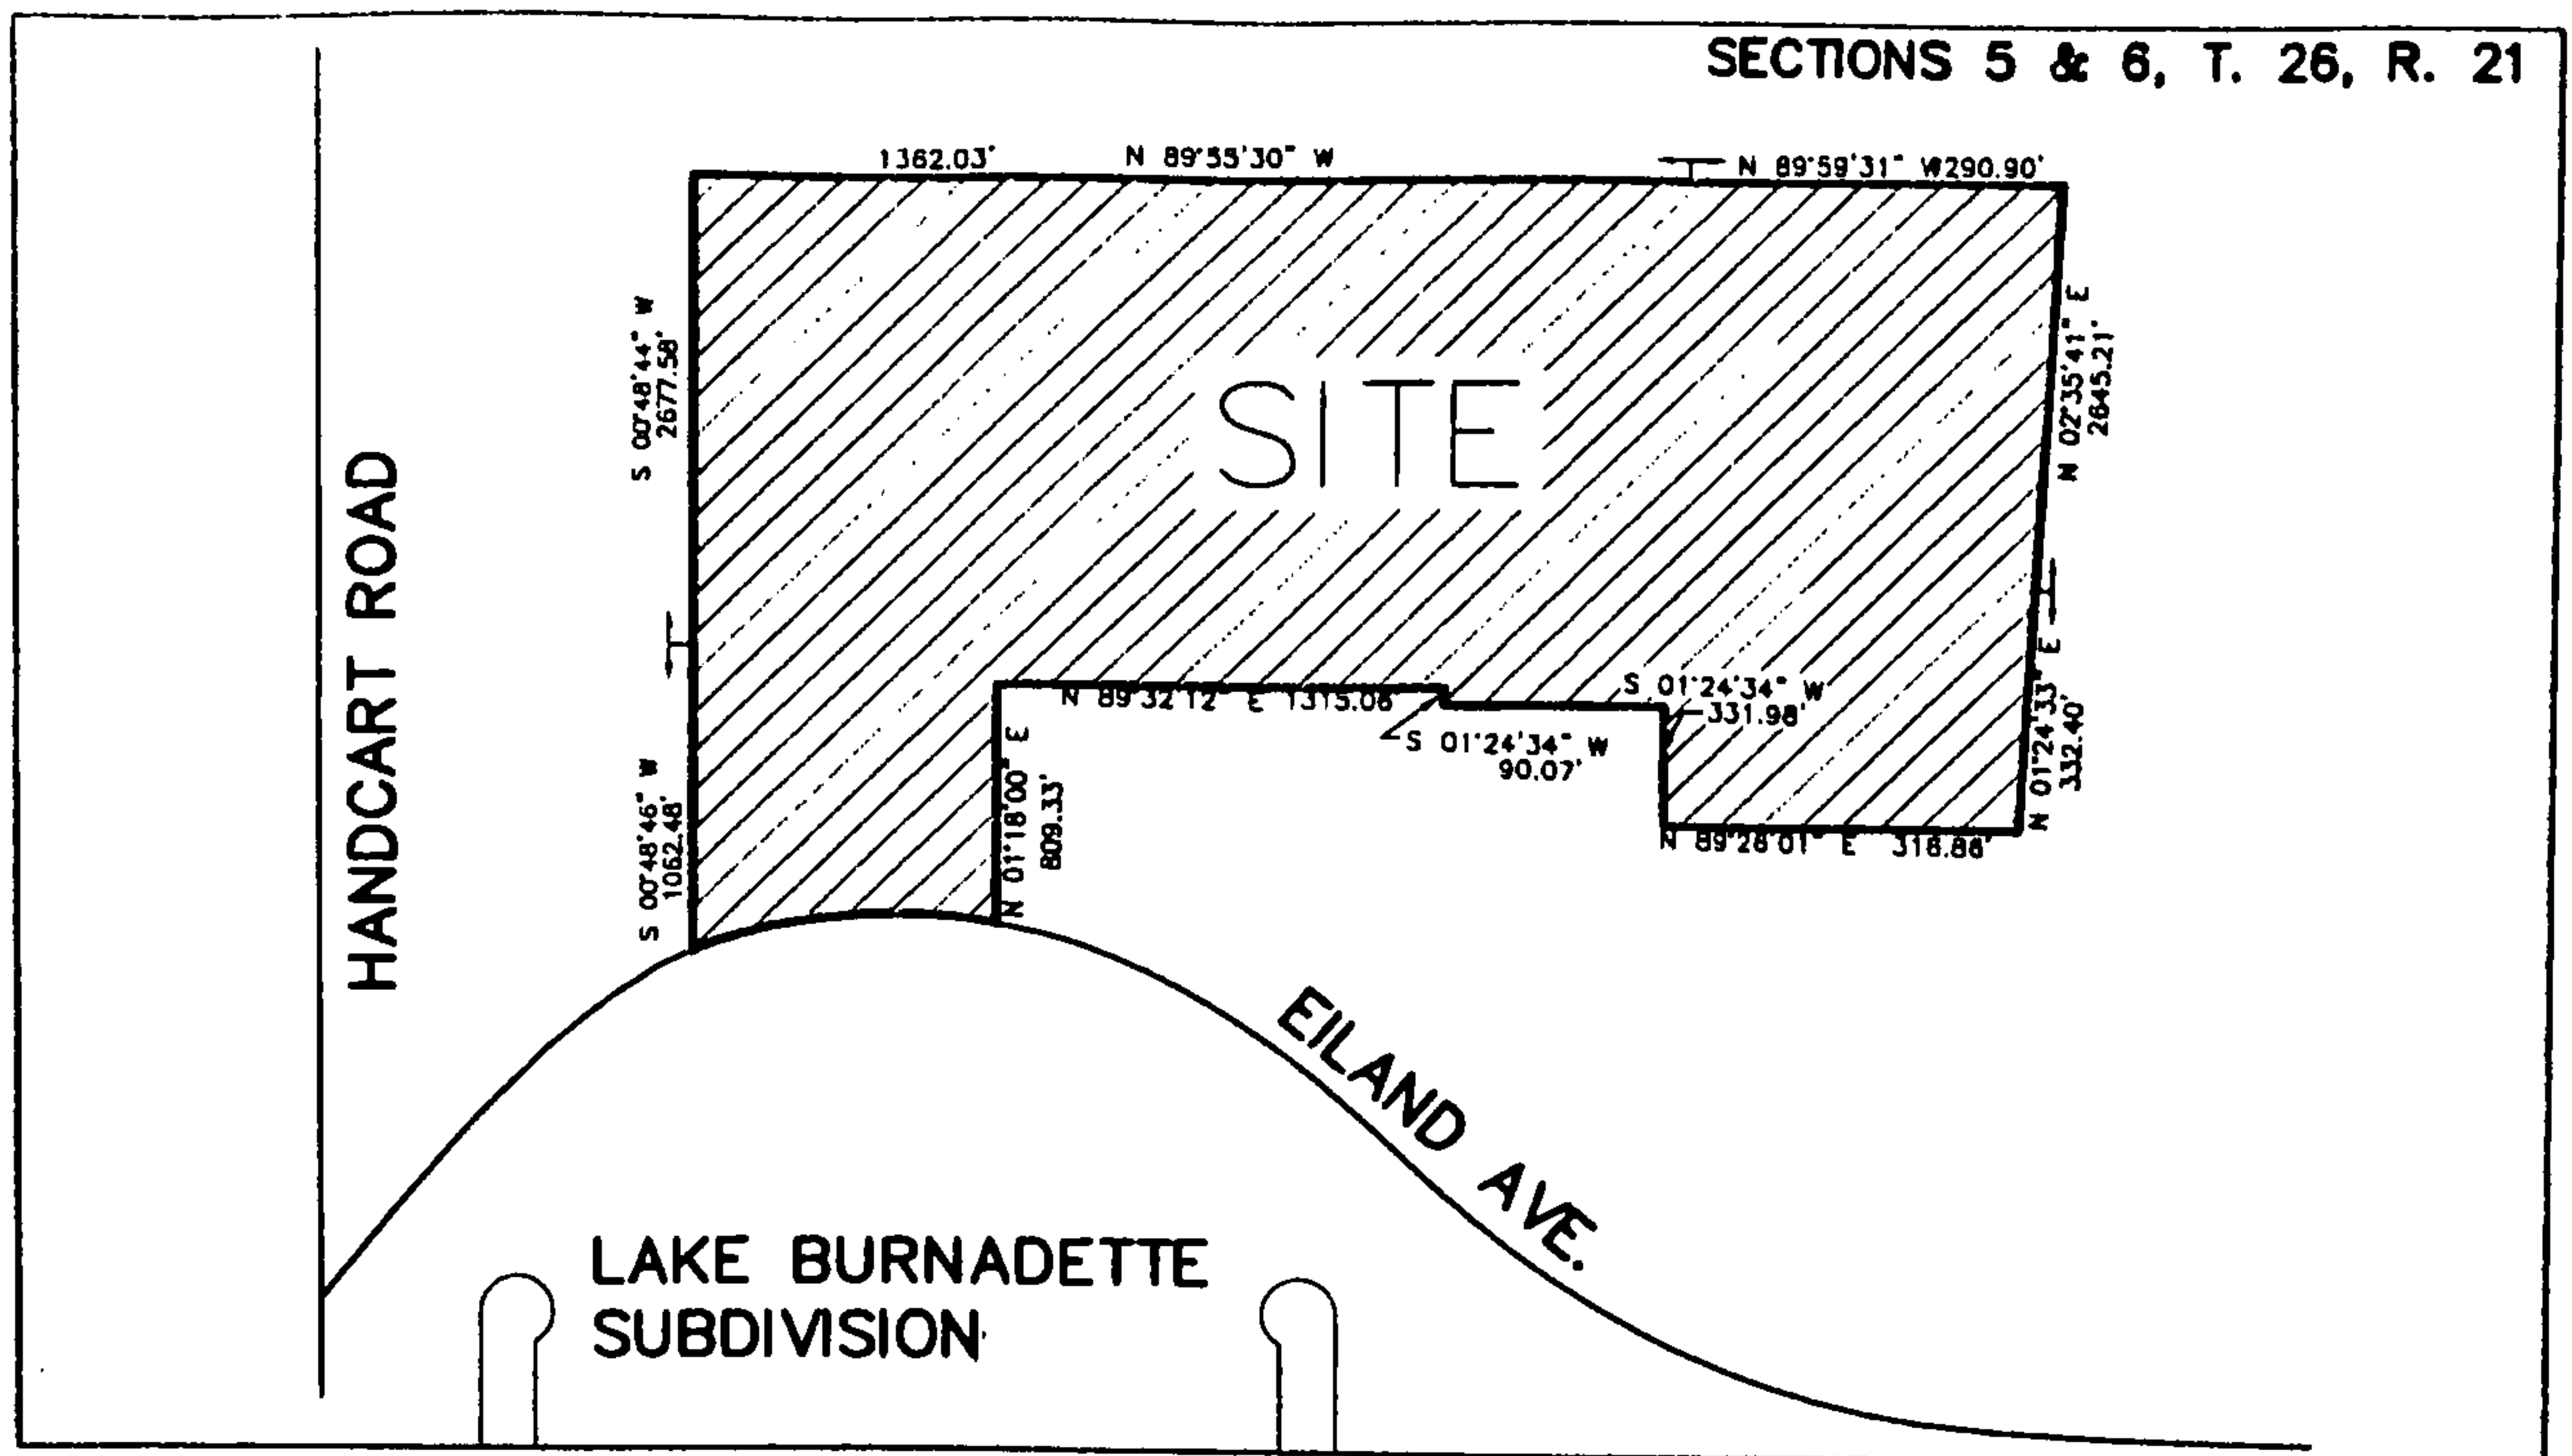 SECTIONS 5 & 6, T. 26, R. 21
1362.03' N 89°55'30" W
N 89°59'31" W 290.90'
S 00°48'44" W
2677.58'
N 02°35'41" E
2645.21'
SITE
HANDCART ROAD
N 89°32'12" E 1315.06'
S 01°24'34" W
331.98'
S 01°24'34" W
90.07'
N 01°24'33" E
332.40'
S 00°48'46" W
1062.48'
N 01°18'00" E
809.33'
N 89°28'01" E 316.86'
EILAND AVE.
LAKE BURNADETTE
SUBDIVISION